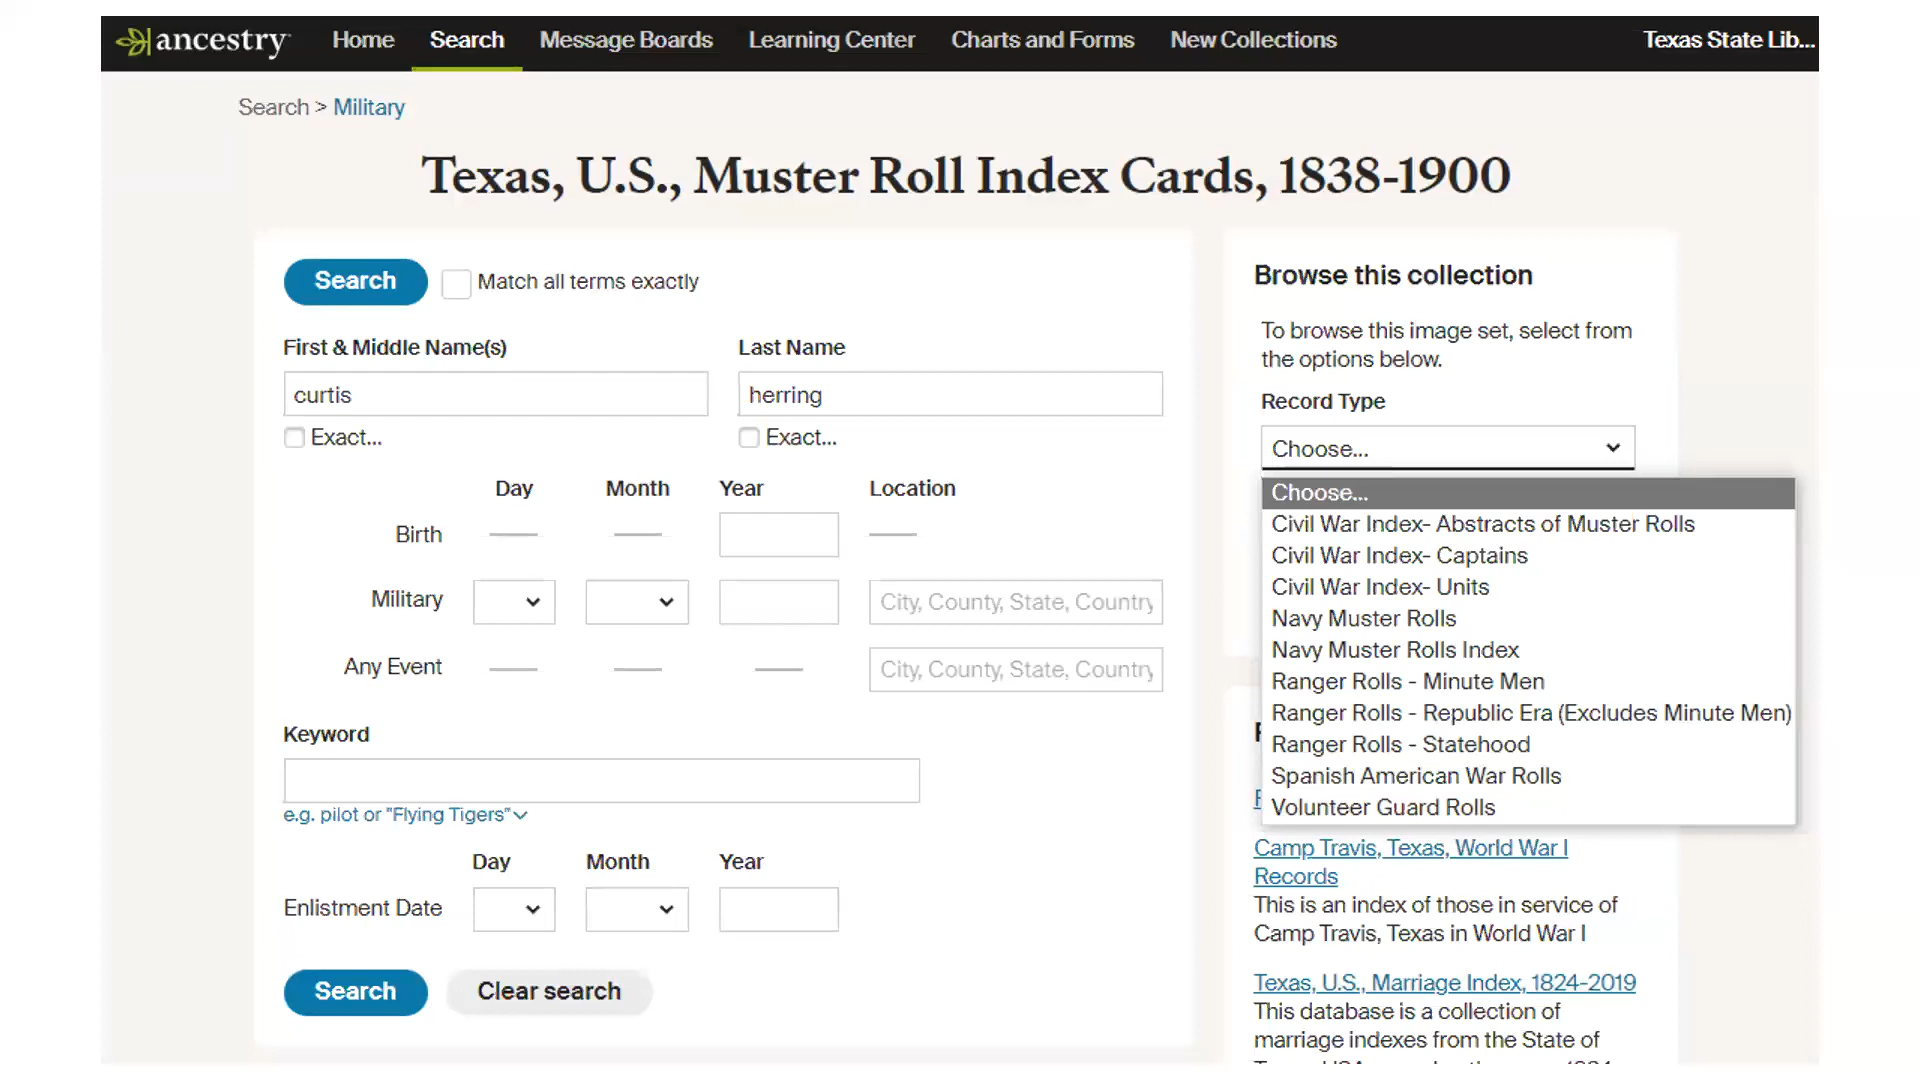 ancestry Home Search Message Boards Learning Center Charts and Forms New Collections Texas State Lib...
Search > Military
Texas, U.S., Muster Roll Index Cards, 1838-1900
Search Match all terms exactly
First & Middle Name(s) Last Name
curtis herring
Exact... Exact...
Day Month Year Location
Birth
Military City, County, State, Country
Any Event City, County, State, Country
Keyword
e.g. pilot or "Flying Tigers"
Day Month Year
Enlistment Date
Search Clear search
Browse this collection
To browse this image set, select from
the options below.
Record Type
Choose...
Choose...
Civil War Index- Abstracts of Muster Rolls
Civil War Index- Captains
Civil War Index- Units
Navy Muster Rolls
Navy Muster Rolls Index
Ranger Rolls - Minute Men
Ranger Rolls - Republic Era (Excludes Minute Men)
Ranger Rolls - Statehood
Spanish American War Rolls
Volunteer Guard Rolls
Camp Travis, Texas, World War I
Records
This is an index of those in service of
Camp Travis, Texas in World War I
Texas, U.S., Marriage Index, 1824-2019
This database is a collection of
marriage indexes from the State of